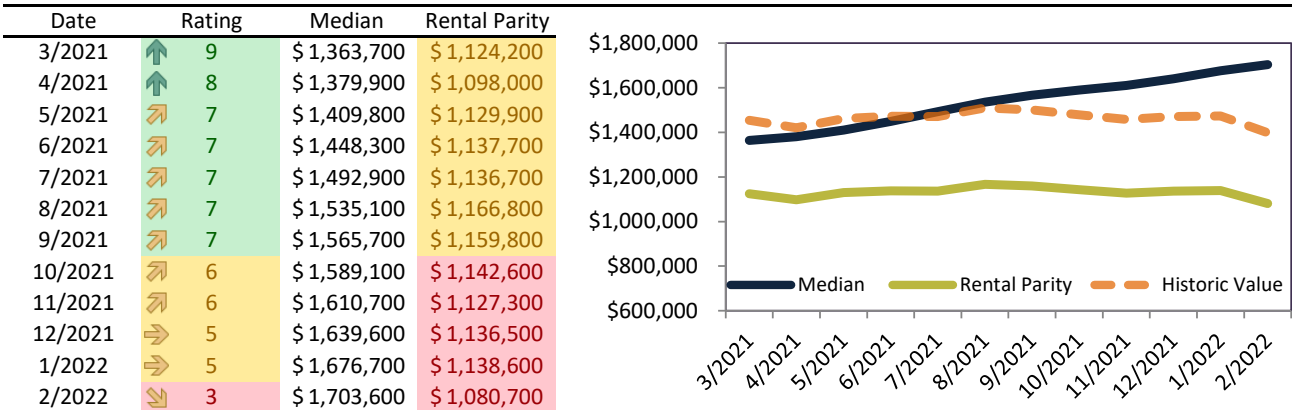 Date Rating Median Rental Parity
3/2021 9 $ 1,363,700 $ 1,124,200
4/2021 8 $ 1,379,900 $ 1,098,000
5/2021 7 $ 1,409,800 $ 1,129,900
6/2021 7 $ 1,448,300 $ 1,137,700
7/2021 7 $ 1,492,900 $ 1,136,700
8/2021 7 $ 1,535,100 $ 1,166,800
9/2021 7 $ 1,565,700 $ 1,159,800
10/2021 6 $ 1,589,100 $ 1,142,600
11/2021 6 $ 1,610,700 $ 1,127,300
12/2021 5 $ 1,639,600 $ 1,136,500
1/2022 5 $ 1,676,700 $ 1,138,600
2/2022 3 $ 1,703,600 $ 1,080,700
$1,800,000
$1,600,000
$1,400,000
$1,200,000
$1,000,000
$800,000
$600,000
Median Rental Parity Historic Value
3/2021 4/2021 5/2021 6/2021 7/2021 8/2021 9/2021 10/2021 11/2021 12/2021 1/2022 2/2022